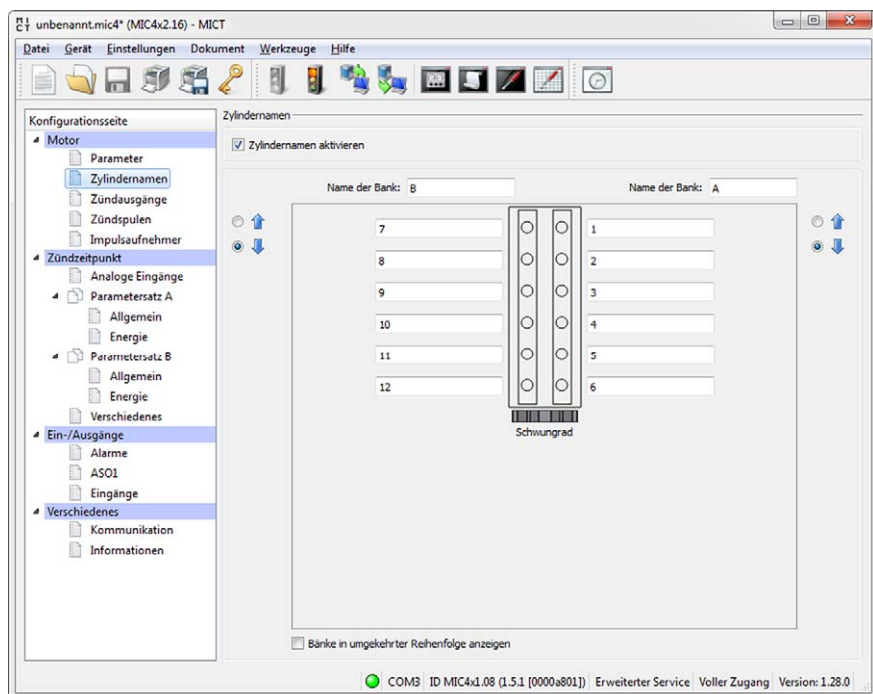 unbenannt.mic4* (MIC4x2.16) - MICT
Datei Gerät Einstellungen Dokument Werkzeuge Hilfe
Konfigurationsseite
Motor
Parameter
Zylindernamen
Zündausgänge
Zündspulen
Impulsaufnehmer
Zündzeitpunkt
Analoge Eingänge
Parametersatz A
Allgemein
Energie
Parametersatz B
Allgemein
Energie
Verschiedenes
Ein-/Ausgänge
Alarme
ASO1
Eingänge
Verschiedenes
Kommunikation
Informationen
Zylindernamen
Zylindernamen aktivieren
Name der Bank: B Name der Bank: A
7 1
8 2
9 3
10 4
11 5
12 6
Schwungrad
Bänke in umgekehrter Reihenfolge anzeigen
COM3 ID MIC4x1.08 (1.5.1 [0000a801]) Erweiterter Service Voller Zugang Version: 1.28.0